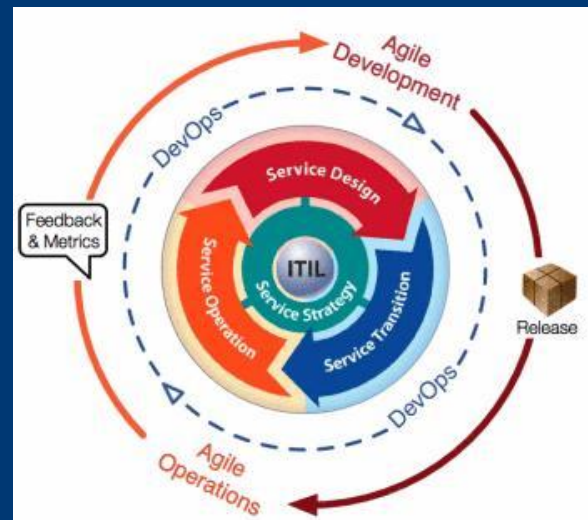 Agile
Development
DevOps
Service Design
Feedback
& Metrics
ITIL
Service Strategy
Service Operation
Service Transition
Release
DevOps
Agile
Operations